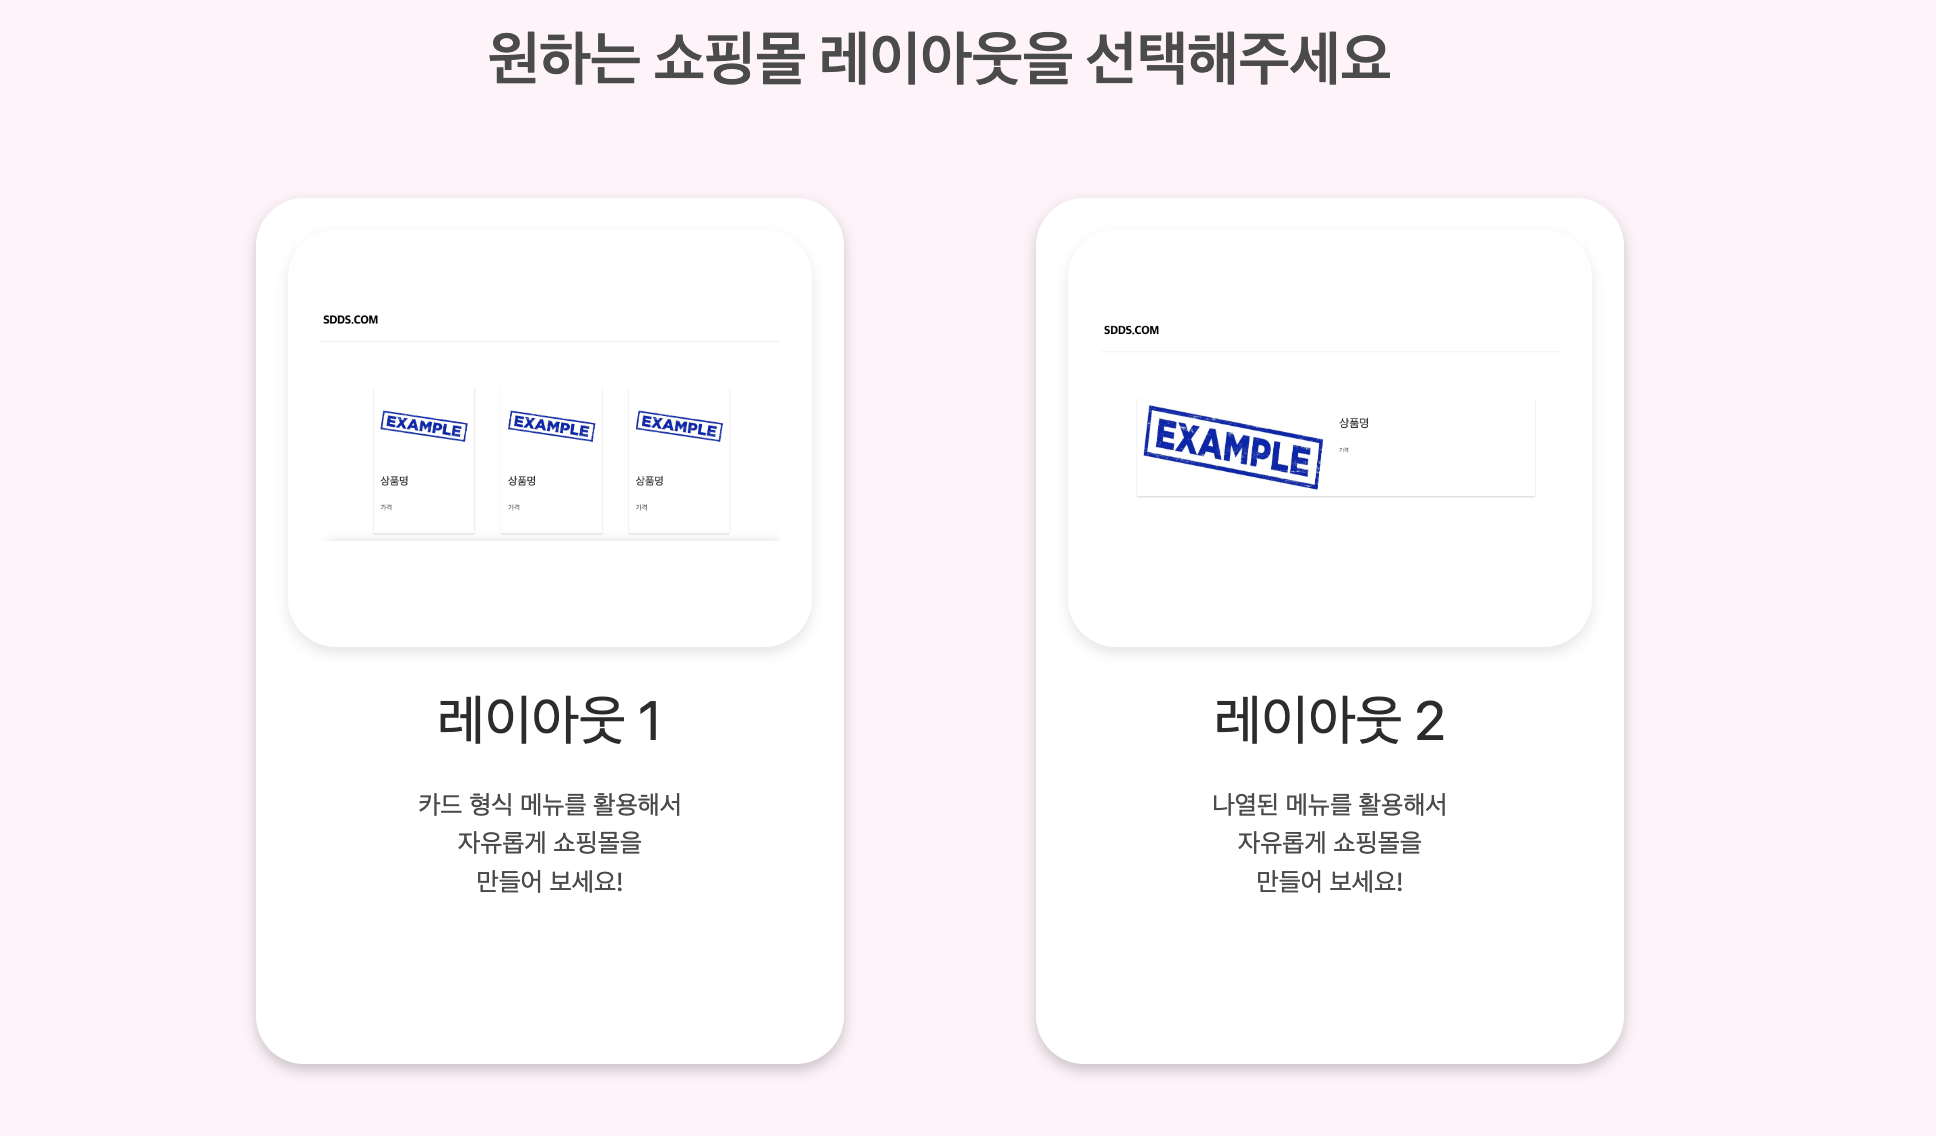 원하는 쇼핑몰 레이아웃을 선택해주세요
SDDS.COM
EXAMPLE EXAMPLE EXAMPLE
상품명 상품명 상품명
가격 가격 가격
레이아웃 1
카드 형식 메뉴를 활용해서
자유롭게 쇼핑몰을
만들어 보세요!
SDDS.COM
EXAMPLE
상품명
가격
레이아웃 2
나열된 메뉴를 활용해서
자유롭게 쇼핑몰을
만들어 보세요!